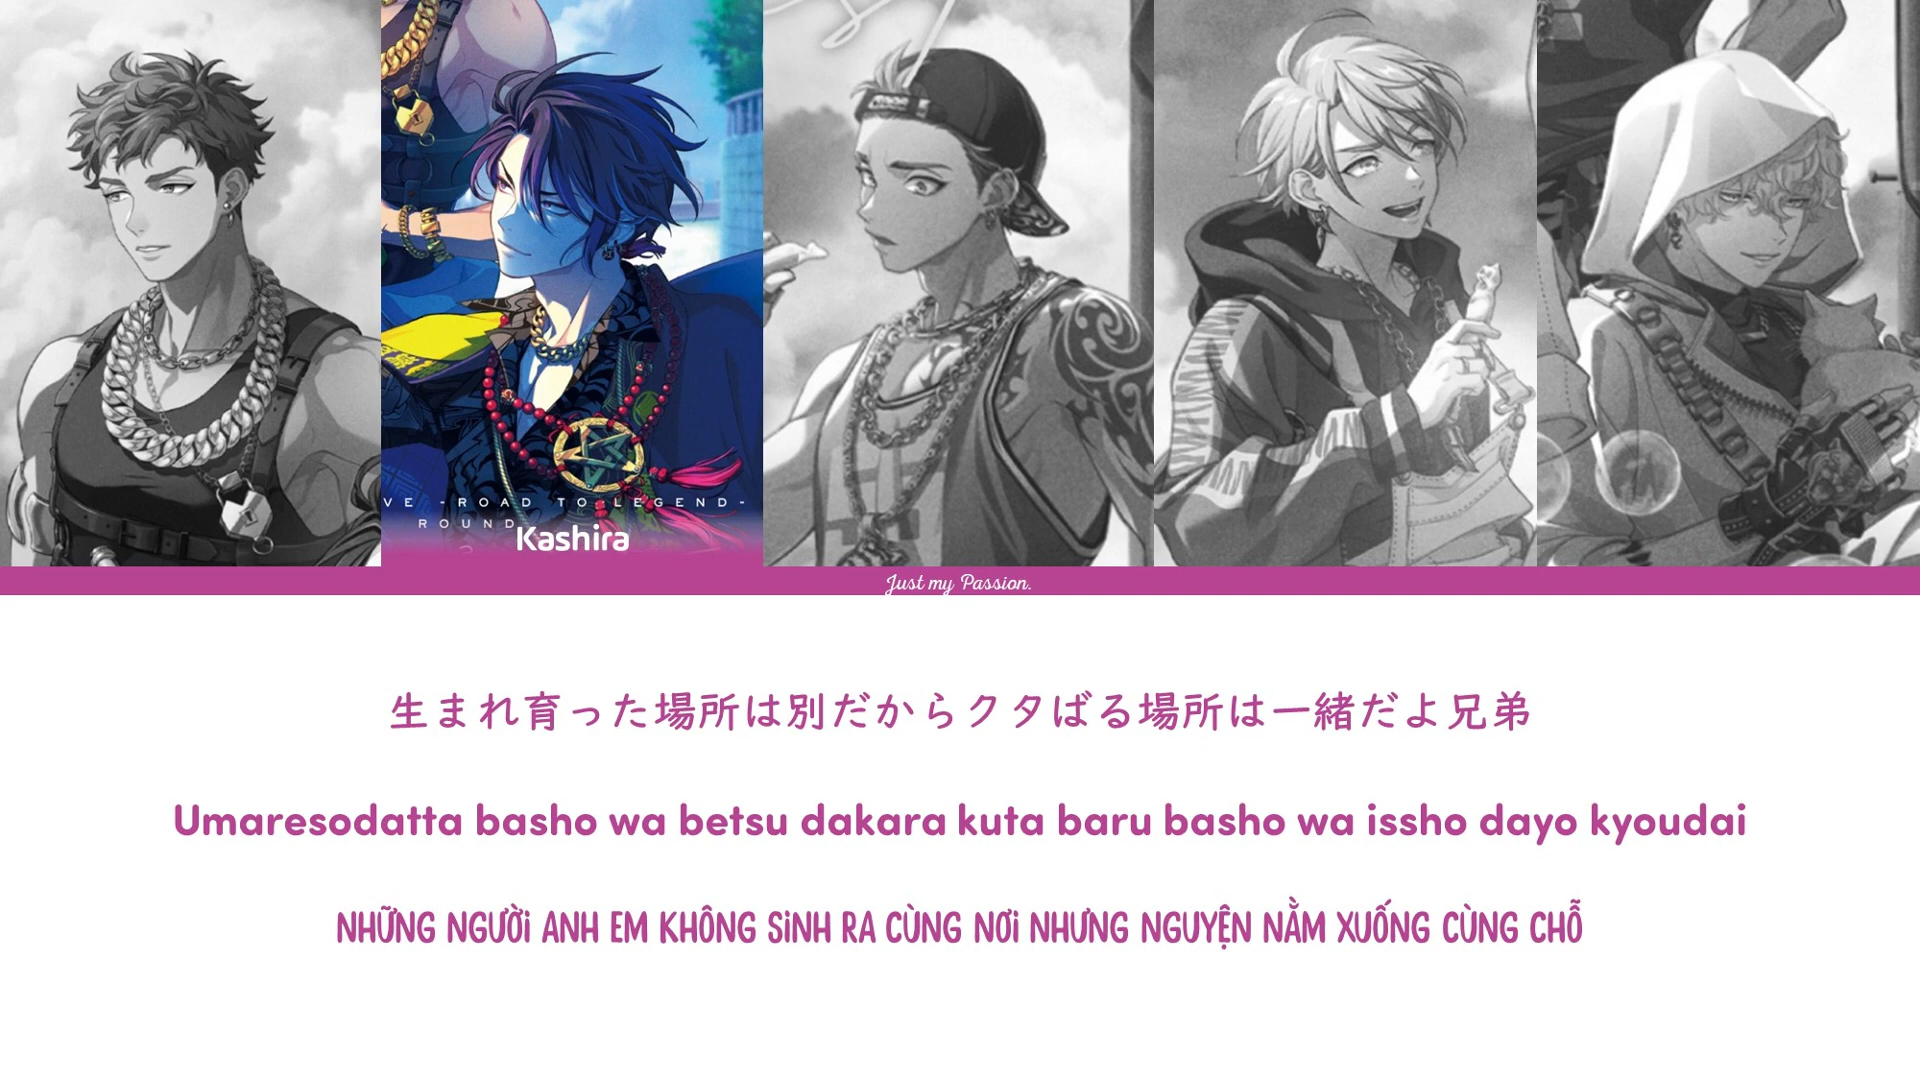 VE -ROAD TO LEGEND-
ROUND
Kashira
Just my Passion.
生まれ育った場所は別だからクタばる場所は一緒だよ兄弟
Umaresodatta basho wa betsu dakara kuta baru basho wa issho dayo kyoudai
NHỮNG NGƯỜI ANH EM KHÔNG SINH RA CÙNG NƠI NHƯNG NGUYỆN NẰM XUỐNG CÙNG CHỖ